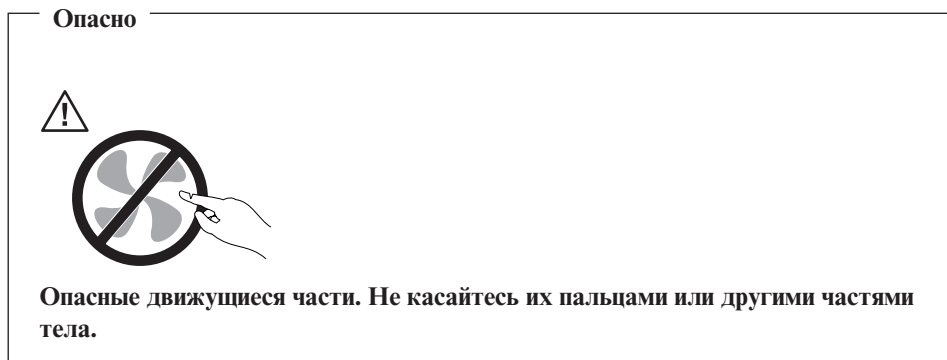 Опасно
Опасные движущиеся части. Не касайтесь их пальцами или другими частями
тела.